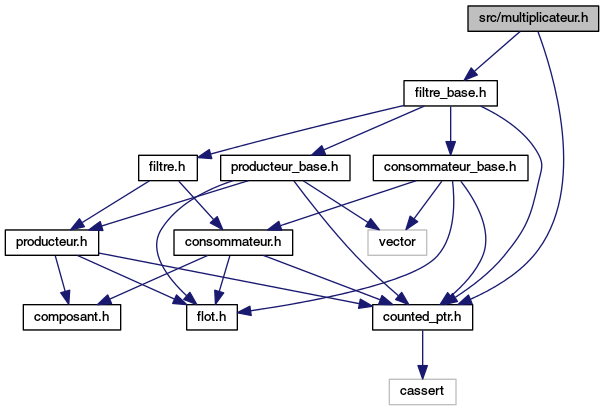 src/multiplicateur.h
filtre_base.h
filtre.h
producteur_base.h
consommateur_base.h
producteur.h
consommateur.h
vector
composant.h
flot.h
counted_ptr.h
cassert